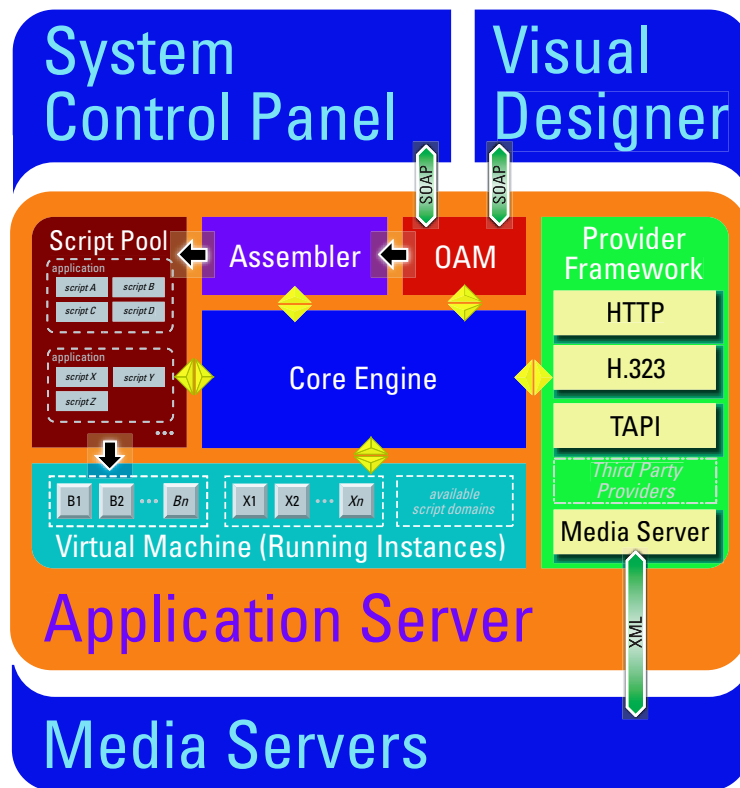 System
Control Panel
Visual
Designer
SOAP
SOAP
Script Pool
application
script A
script B
script C
script D
application
script X
script Y
script Z
Assembler
OAM
Core Engine
Provider
Framework
HTTP
H.323
TAPI
Third Party
Providers
Media Server
B1
B2
Bn
X1
X2
Xn
available
script domains
Virtual Machine (Running Instances)
XML
Application Server
Media Servers